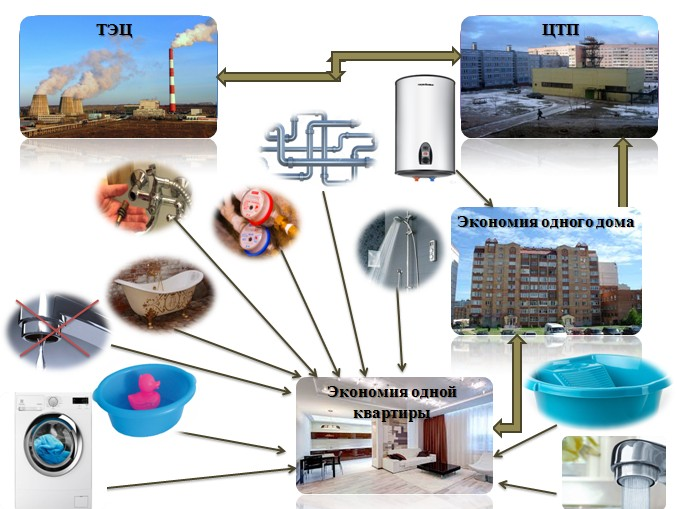 ТЭЦ
ЦТП
Экономия одного дома
Экономия одной
квартиры